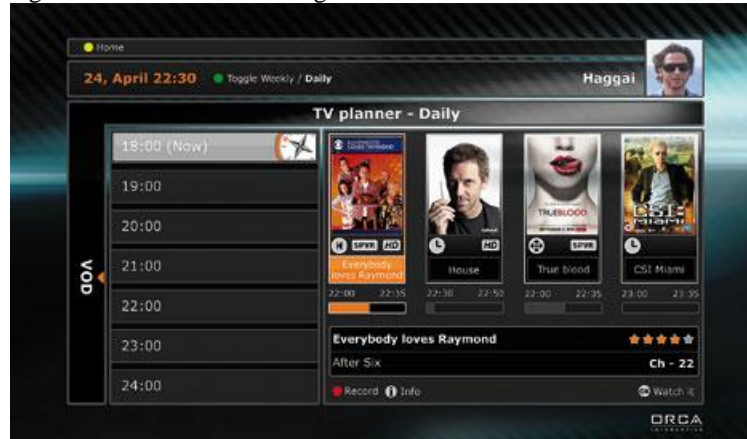 Home
24, April 22:30 Toggle Weekly / Daily Haggai
TV planner - Daily
VOD
18:00 (Now)
19:00
20:00
21:00
22:00
23:00
24:00
SPVR HD
Everybody loves Raymond
22:00 22:35
HD
House
22:30 22:50
TRUEBLOOD
SPVR
True blood
22:00 22:35
CSI:
MIAMI
CSI Miami
23:00 23:35
Everybody loves Raymond
After Six Ch - 22
Record Info Watch it
ORCA